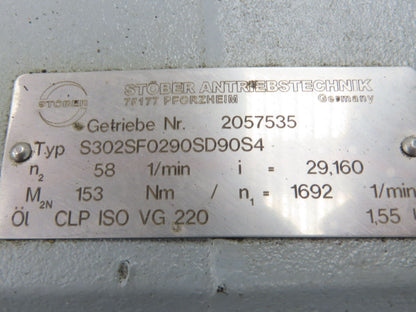 STÖBER
STÖBER ANTRIEBSTECHNIK
7F177 PFORZHEIM Germany
Getriebe Nr. 2057535
Typ S302SF0290SD90S4
n2 58 1/min i = 29,160
M2N 153 Nm / n1 1692 1/min
Öl CLP ISO VG 220 1,55